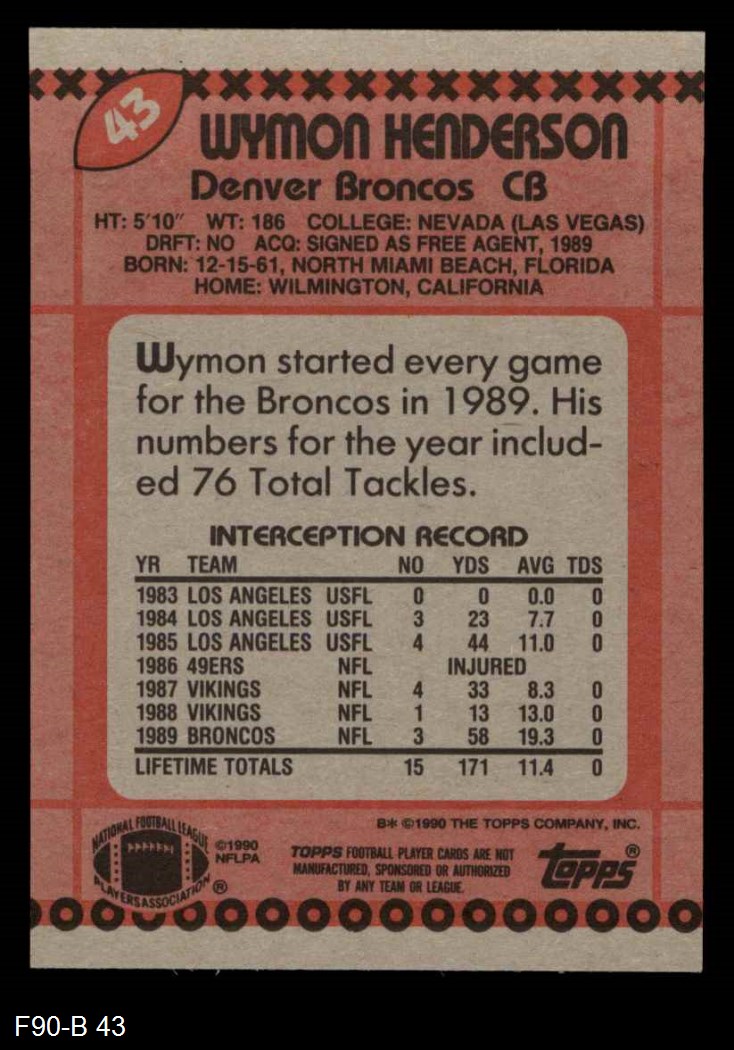 43
WYMON HENDERSON
Denver Broncos CB
HT: 5'10" WT: 186 COLLEGE: NEVADA (LAS VEGAS)
DRFT: NO ACQ: SIGNED AS FREE AGENT, 1989
BORN: 12-15-61, NORTH MIAMI BEACH, FLORIDA
HOME: WILMINGTON, CALIFORNIA
Wymon started every game
for the Broncos in 1989. His
numbers for the year includ-
ed 76 Total Tackles.
INTERCEPTION RECORD
YR TEAM NO YDS AVG TDS
1983 LOS ANGELES USFL 0 0 0.0 0
1984 LOS ANGELES USFL 3 23 7.7 0
1985 LOS ANGELES USFL 4 44 11.0 0
1986 49ERS NFL INJURED
1987 VIKINGS NFL 4 33 8.3 0
1988 VIKINGS NFL 1 13 13.0 0
1989 BRONCOS NFL 3 58 19.3 0
LIFETIME TOTALS 15 171 11.4 0
B* ©1990 THE TOPPS COMPANY, INC.
NATIONAL FOOTBALL LEAGUE
PLAYERS ASSOCIATION ®
©1990
NFLPA
TOPPS FOOTBALL PLAYER CARDS ARE NOT
MANUFACTURED, SPONSORED OR AUTHORIZED
BY ANY TEAM OR LEAGUE.
topps®
F90-B 43